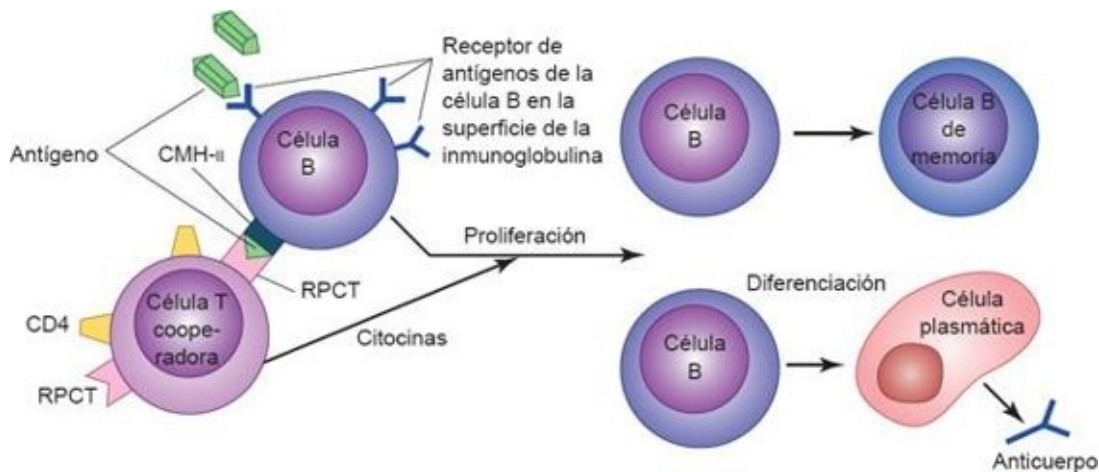 Antígeno
CMH-II
Célula
B
Receptor de
antígenos de la
célula B en la
superficie de la
inmunoglobulina
Célula T
coope-
radora
CD4
RPCT
RPCT
Citocinas
Proliferación
Célula
B
Célula B
de
memoria
Diferenciación
Célula
B
Célula
plasmática
Anticuerpo